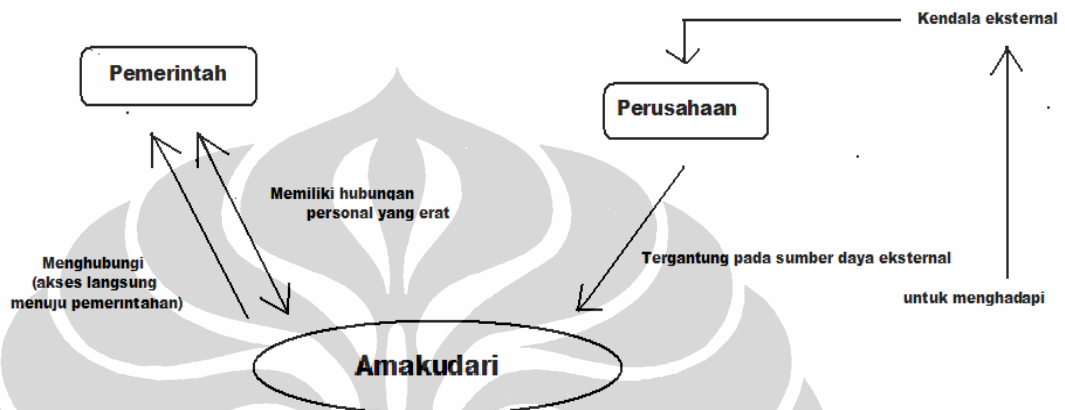 Kendala eksternal
Pemerintah
Perusahaan
Memiliki hubungan
personal yang erat
Menghubungi
(akses langsung
menuju pemerintahan)
Tergantung pada sumber daya eksternal
untuk menghadapi
Amakudari